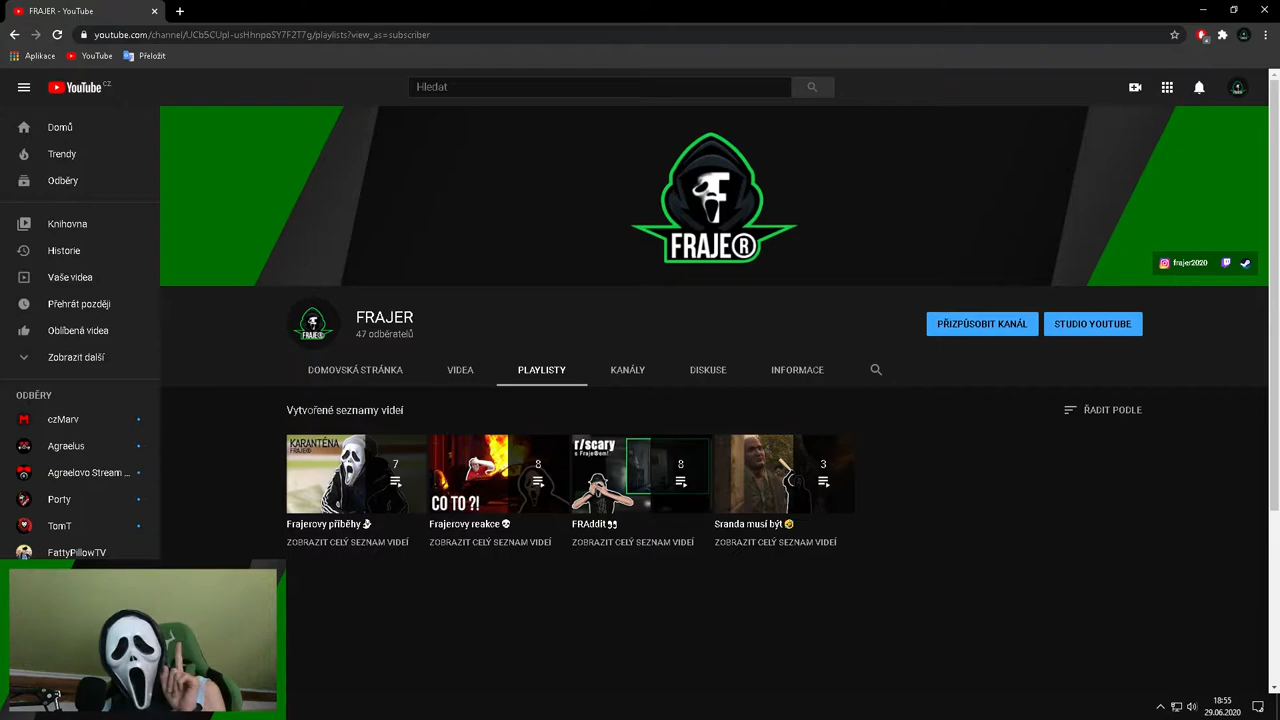 FRAJER - YouTube
youtube.com/channel/UCb5CUpl-usHhnpoSY7F2T7g/playlists?view_as=subscriber
Aplikace YouTube Přeložit
YouTube CZ
Hledat
Domů
Trendy
Odběry
Knihovna
Historie
Vaše videa
Přehrát později
Oblíbená videa
Zobrazit další
ODBĚRY
czMarv
Agraelus
Agraelovo Stream ...
Porty
TomT
FattyPillowTV
F
FRAJE®
frajer2020
FRAJE®
FRAJER
47 odběratelů
PŘIZPŮSOBIT KANÁL
STUDIO YOUTUBE
DOMOVSKÁ STRÁNKA VIDEA PLAYLISTY KANÁLY DISKUSE INFORMACE
Vytvořené seznamy videí
ŘADIT PODLE
KARANTÉNA
FRAJE®
7
Frajerovy příběhy
ZOBRAZIT CELÝ SEZNAM VIDEÍ
CO TO ?!
8
Frajerovy reakce
ZOBRAZIT CELÝ SEZNAM VIDEÍ
r/scary
s Fraje®em!
8
FRAddit
ZOBRAZIT CELÝ SEZNAM VIDEÍ
3
Sranda musí být
ZOBRAZIT CELÝ SEZNAM VIDEÍ
18:55
29.06.2020